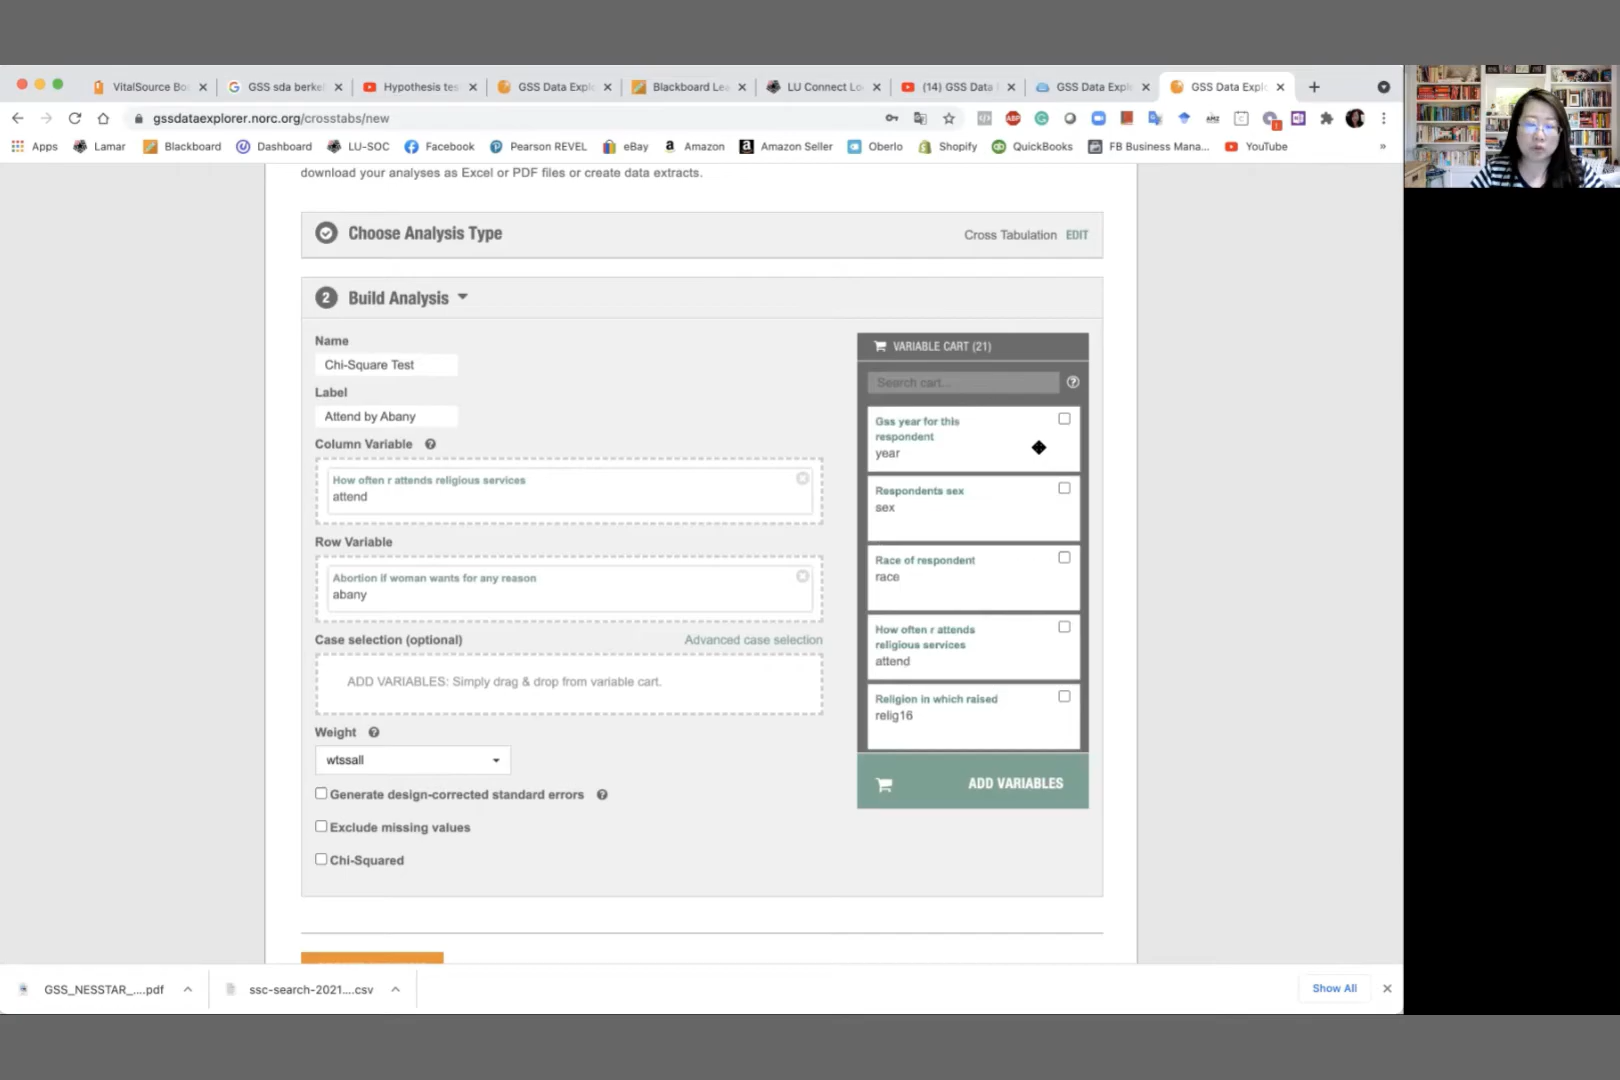 VitalSource Bo
GSS sda berke
Hypothesis tes
GSS Data Expl
Blackboard Lea
LU Connect Lo
(14) GSS Data
GSS Data Expl
GSS Data Explo
gssdataexplorer.norc.org/crosstabs/new
Apps Lamar Blackboard Dashboard LU-SOC Facebook Pearson REVEL eBay Amazon Amazon Seller Oberlo Shopify QuickBooks FB Business Mana... YouTube »
download your analyses as Excel or PDF files or create data extracts.
Choose Analysis Type
Cross Tabulation EDIT
2 Build Analysis
Name
Chi-Square Test
Label
Attend by Abany
Column Variable
How often r attends religious services
attend
Row Variable
Abortion if woman wants for any reason
abany
Case selection (optional) Advanced case selection
ADD VARIABLES: Simply drag & drop from variable cart.
Weight
wtssall
Generate design-corrected standard errors
Exclude missing values
Chi-Squared
VARIABLE CART (21)
Search cart...
Gss year for this
respondent
year
Respondents sex
sex
Race of respondent
race
How often r attends
religious services
attend
Religion in which raised
relig16
ADD VARIABLES
GSS_NESSTAR_....pdf
ssc-search-2021....csv
Show All